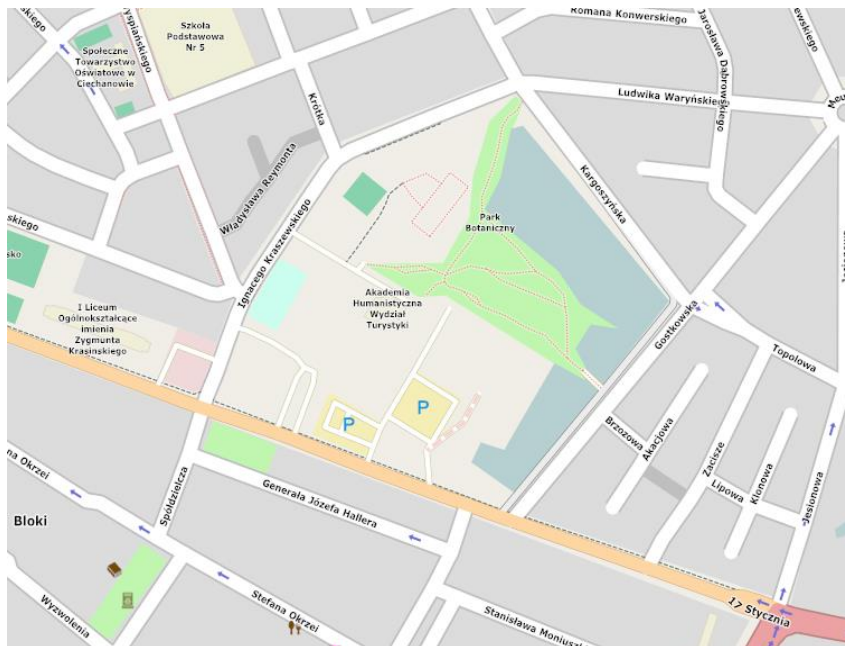 Romana Konwerskiego
Jarosława Dąbrowskiego
Szkoła
Podstawowa
Nr 5
Społeczne
Towarzystwo
Oświatowe w
Ciechanowie
Krótka
Ludwika Waryńskiego
Władysława Reymonta
Kargoszyńska
Ignacego Kraszewskiego
Park
Botaniczny
Akademia
Humanistyczna
Wydział
Turystyki
I Liceum
Ogólnokształcące
imienia
Zygmunta
Krasińskiego
Gostkowska
Topolowa
P
P
Brzozowa
Akacjowa
Zacisze
Lipowa
Klonowa
Jesionowa
Spółdzielcza
Generała Józefa Hallera
Bloki
Stefana Okrzei
Wyzwolenia
17 Stycznia